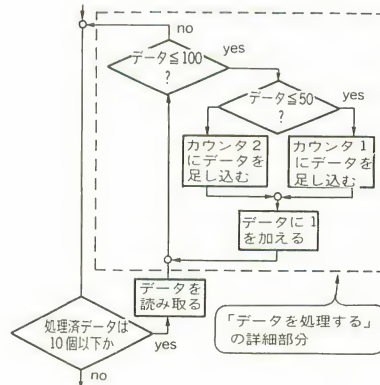 no
データ≦100
?
yes
データ≦50
?
yes
カウンタ2
にデータを
足し込む
カウンタ1
にデータを
足し込む
データに1
を加える
データを
読み取る
処理済データは
10個以下か
yes
no
「データを処理する」
の詳細部分